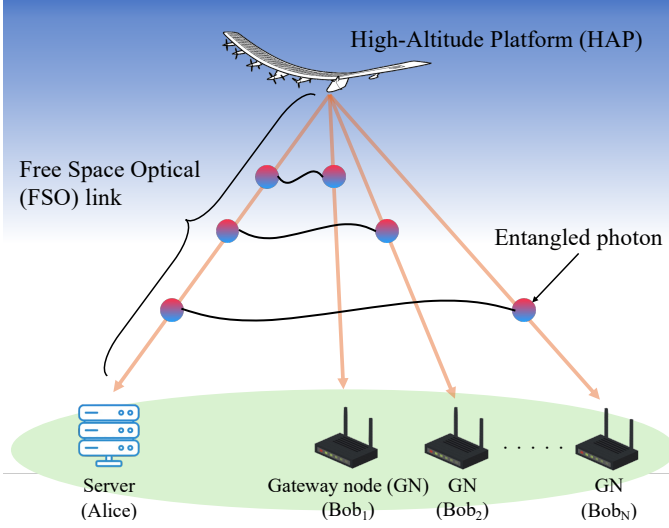 High-Altitude Platform (HAP)
Free Space Optical
(FSO) link
Entangled photon
Server
(Alice)
Gateway node (GN)
(Bob₁)
GN
(Bob₂)
. . . . .
GN
(Bob_N)